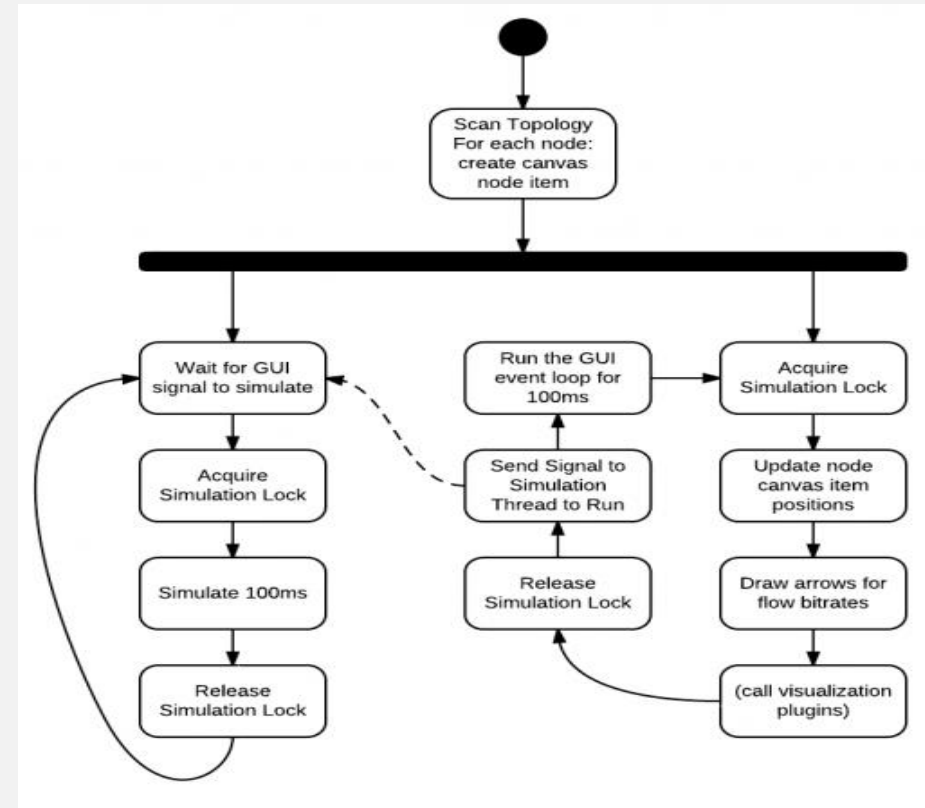 Scan Topology
For each node:
create canvas
node item
Wait for GUI
signal to simulate
Acquire
Simulation Lock
Simulate 100ms
Release
Simulation Lock
Run the GUI
event loop for
100ms
Send Signal to
Simulation
Thread to Run
Release
Simulation Lock
Acquire
Simulation Lock
Update node
canvas item
positions
Draw arrows for
flow bitrates
(call visualization
plugins)